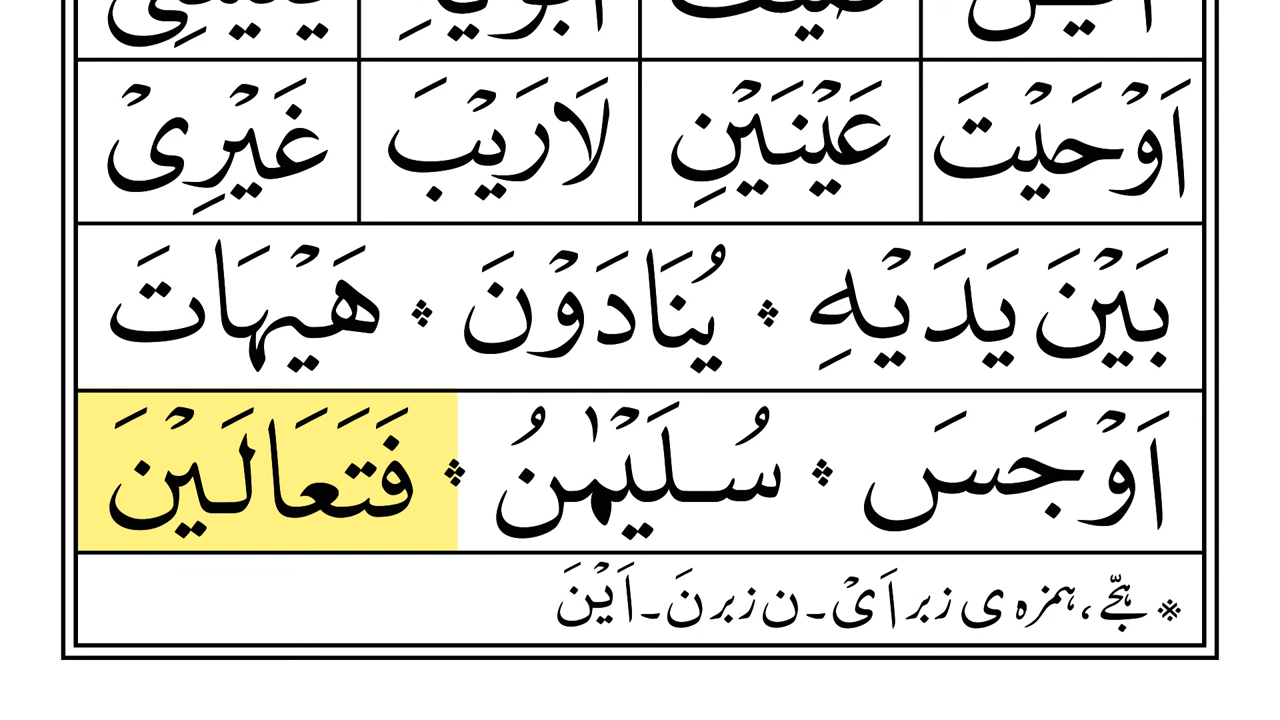 اَوْحَيْتَ عَيْنَيْنِ لَارَيْبَ غَيْرِیْ
بَيْنَ يَدَيْهِ ۞ يُنَادَوْنَ ۞ هَيْهَاتَ
اَوْجَسَ ۞ سُلَيْمٰنُ ۞ فَتَعَالَيْنَ
※ ہجّے، ہمزہ ی زبر اَیْ۔ ن زبر نَ۔ اَيْنَ